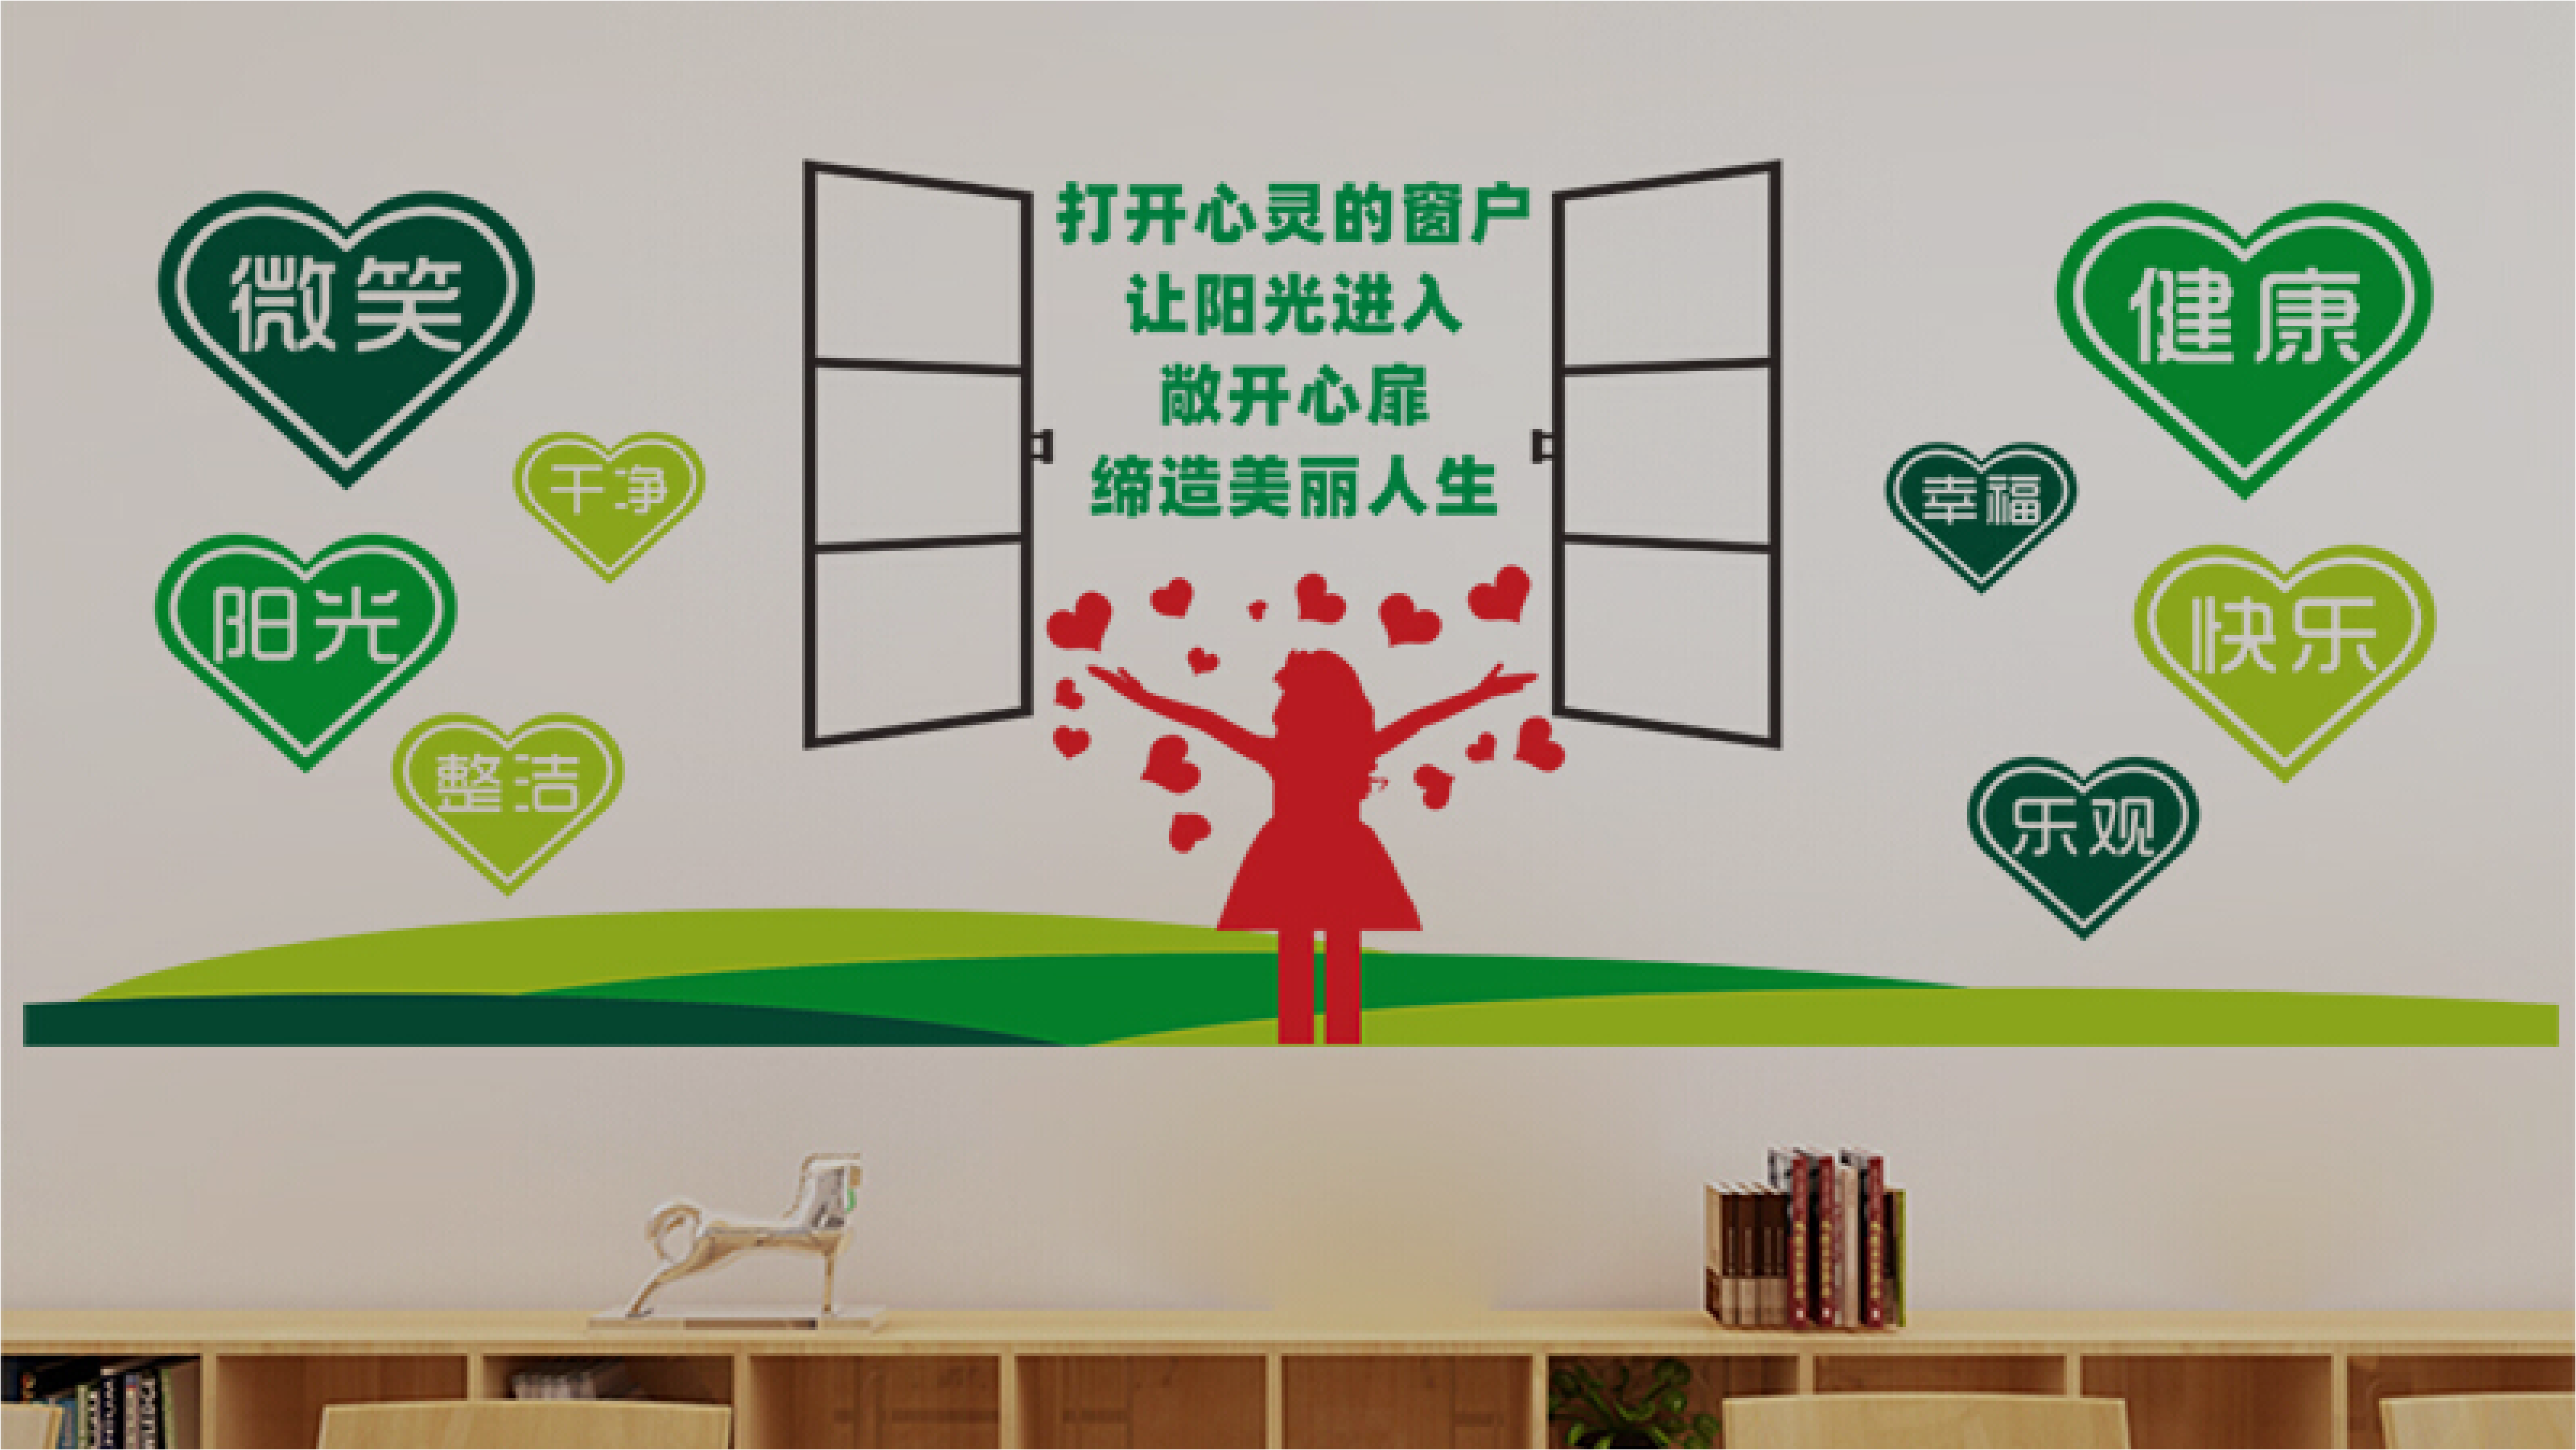 微笑
干净
阳光
整洁
打开心灵的窗户
让阳光进入
敞开心扉
缔造美丽人生
健康
幸福
快乐
乐观